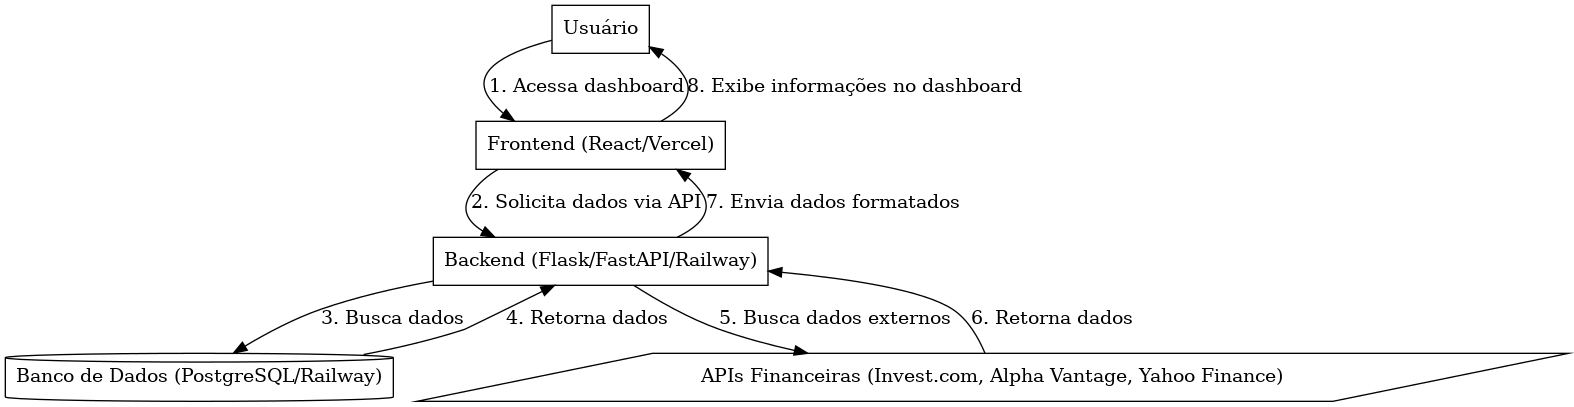 Usuário
1. Acessa dashboard
8. Exibe informações no dashboard
Frontend (React/Vercel)
2. Solicita dados via API
7. Envia dados formatados
Backend (Flask/FastAPI/Railway)
3. Busca dados
4. Retorna dados
5. Busca dados externos
6. Retorna dados
Banco de Dados (PostgreSQL/Railway)
APIs Financeiras (Invest.com, Alpha Vantage, Yahoo Finance)